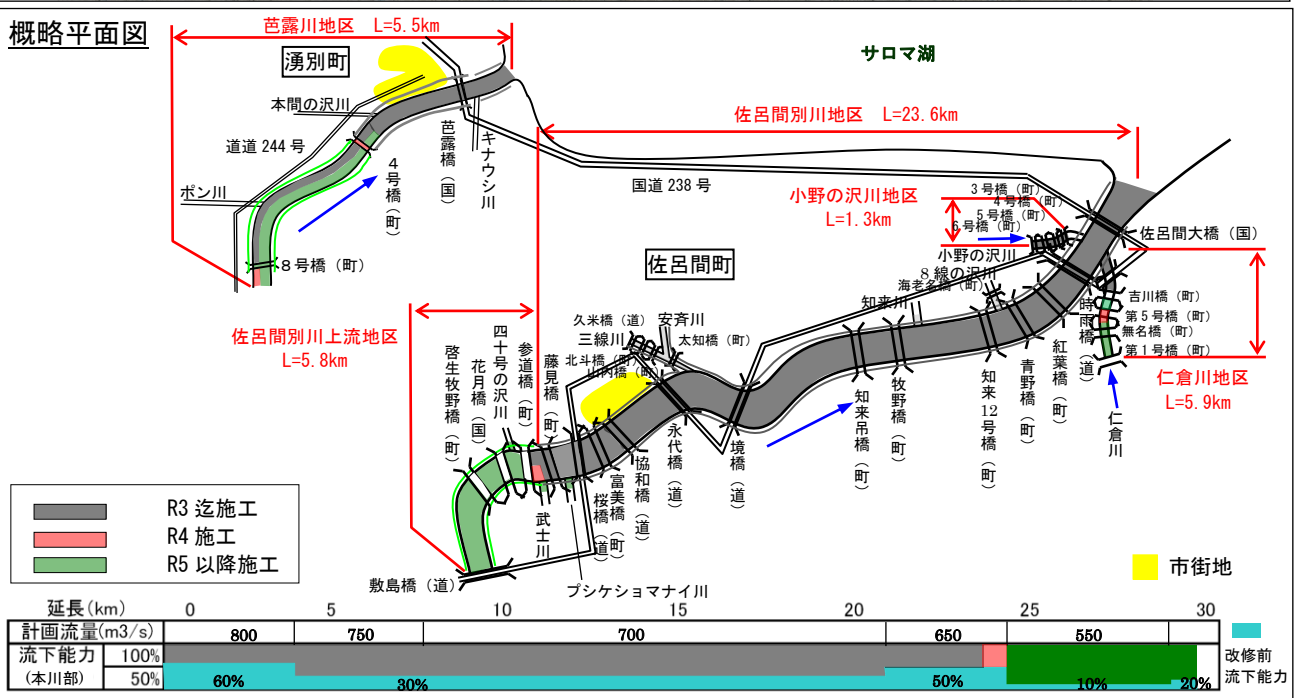 概略平面図
芭露川地区 L=5.5km
湧別町
サロマ湖
本間の沢川
道道 244 号
ポン川
4号橋（町）
芭露橋（国）
キナウシ川
8号橋（町）
佐呂間別川地区 L=23.6km
国道 238 号
小野の沢川地区
L=1.3km
3号橋（町）
4号橋（町）
5号橋（町）
6号橋（町）
小野の沢川
佐呂間大橋（国）
佐呂間町
8線の沢川
海老名橋（町）
知来川
吉川橋（町）
第5号橋（町）
無名橋（町）
第1号橋（町）
時雨橋（道）
仁倉川地区
L=5.9km
仁倉川
佐呂間別川上流地区
L=5.8km
久米橋（道）
安斉川
三線川
太知橋（町）
北斗橋（町）
山内橋（町）
啓生牧野橋（町）
花月橋（国）
四十号の沢川
参道橋（町）
藤見橋（町）
武士川
桜橋（道）
富美橋（町）
協和橋（道）
永代橋（道）
境橋（道）
知来吊橋（町）
牧野橋（町）
知来12号橋（町）
青野橋（町）
紅葉橋（町）
敷島橋（道）
プシケショマナイ川
R3 迄施工
R4 施工
R5 以降施工
市街地
延長(km) 0 5 10 15 20 25 30
計画流量(m3/s) 800 750 700 650 550
流下能力 100%
(本川部) 50% 60% 30% 50% 10% 20%
改修前
流下能力